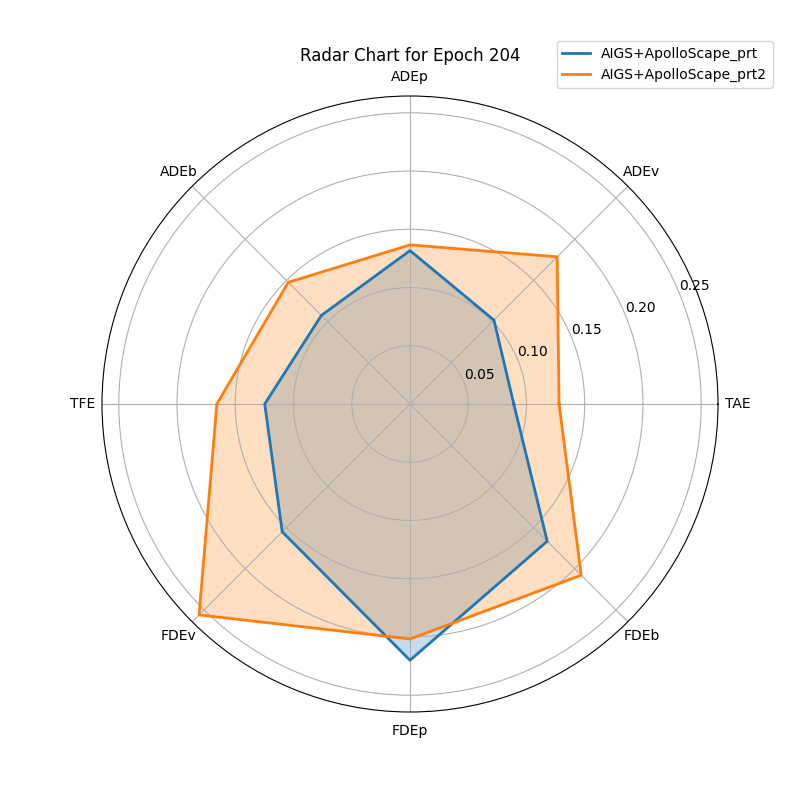 Radar Chart for Epoch 204
AIGS+ApolloScape_prt
AIGS+ApolloScape_prt2
ADEp
ADEb
ADEv
0.25
0.20
0.15
0.10
0.05
TFE
TAE
FDEv
FDEb
FDEp